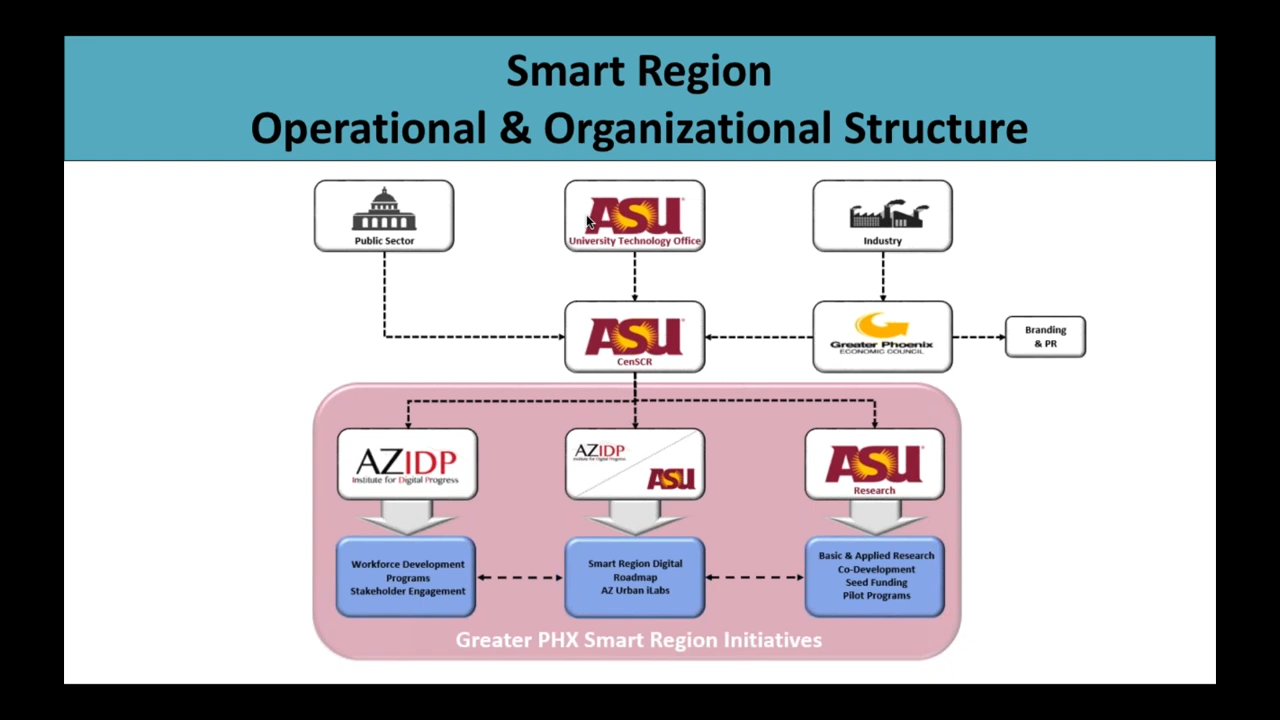 Smart Region
Operational & Organizational Structure
Public Sector
ASU
University Technology Office
Industry
ASU
CenSCR
Greater Phoenix
ECONOMIC COUNCIL
Branding
& PR
AZIDP
Institute for Digital Progress
AZIDP
Institute for Digital Progress
ASU
ASU
Research
Workforce Development
Programs
Stakeholder Engagement
Smart Region Digital
Roadmap
AZ Urban iLabs
Basic & Applied Research
Co-Development
Seed Funding
Pilot Programs
Greater PHX Smart Region Initiatives